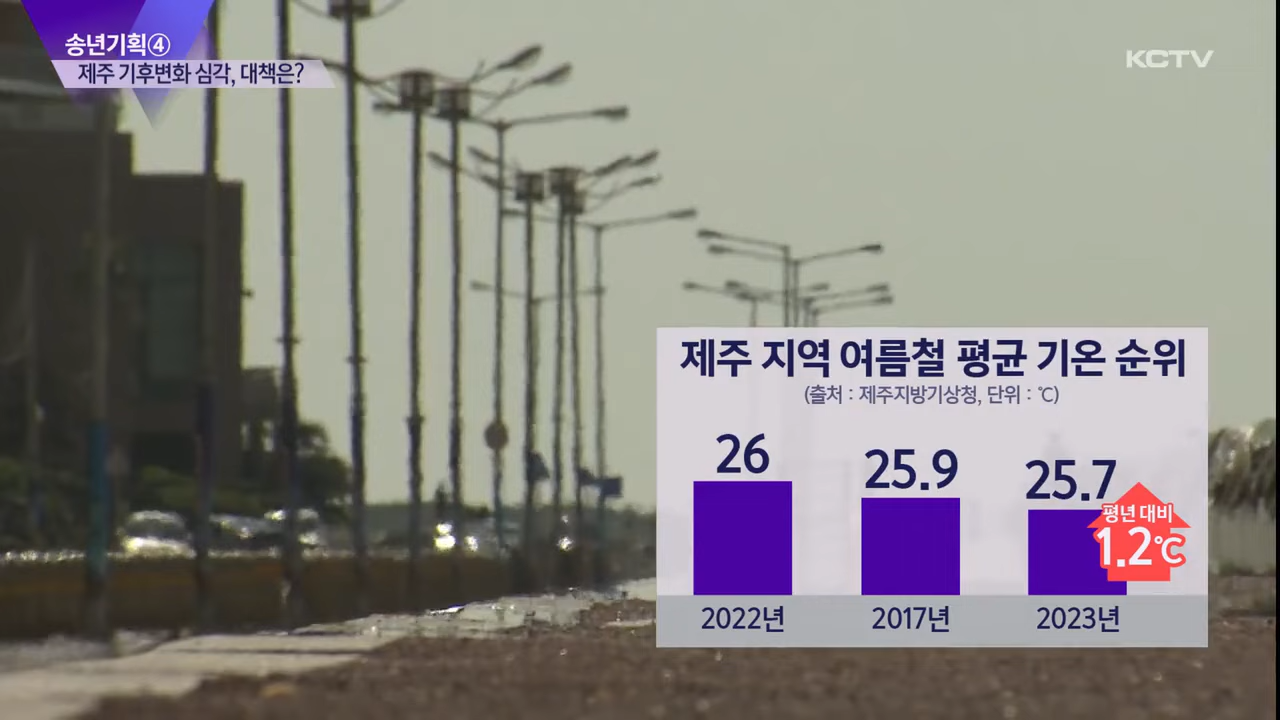 송년기획④
제주 기후변화 심각, 대책은?
KCTV
제주 지역 여름철 평균 기온 순위
(출처 : 제주지방기상청, 단위 : ℃)
26
25.9
25.7
평년 대비
1.2℃
2022년
2017년
2023년